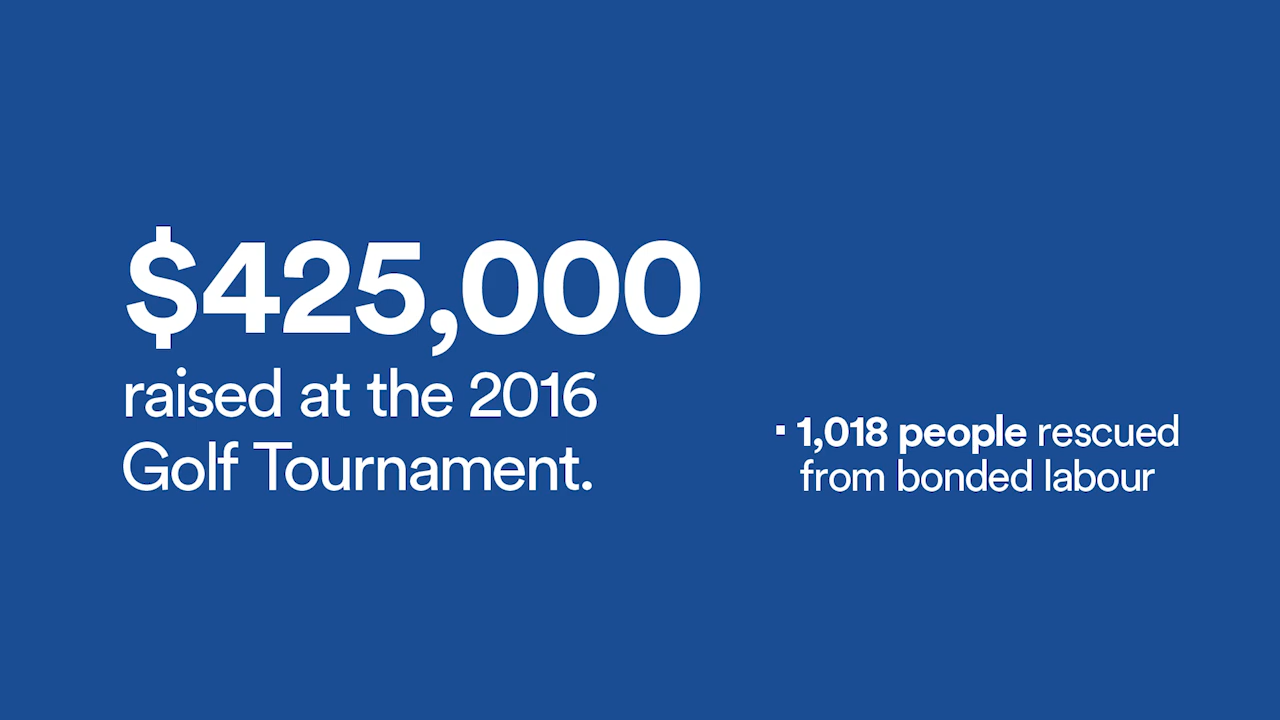 $425,000
raised at the 2016
Golf Tournament.
▪ 1,018 people rescued
from bonded labour